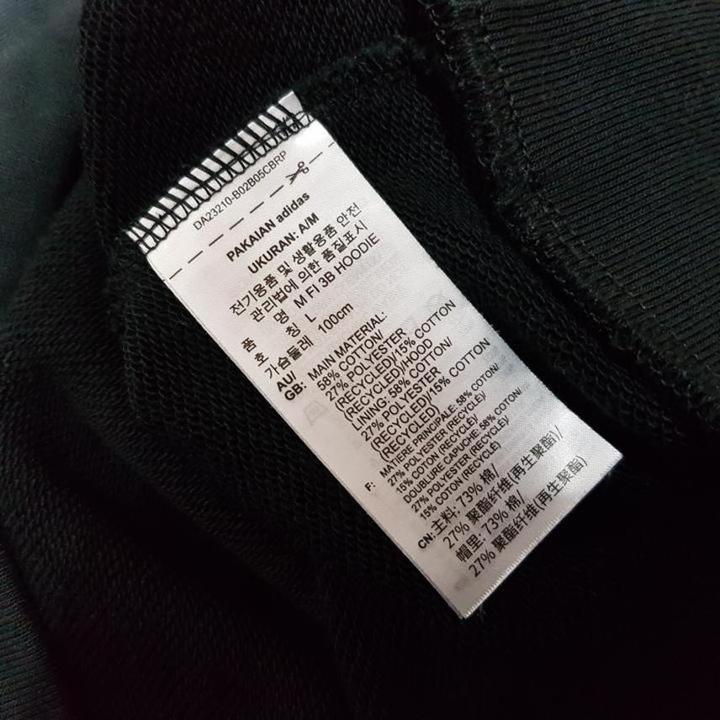 DA23210-B02B05CBRP
PAKAIAN adidas
UKURAN: A/M
전기용품 및 생활용품 안전
관리법에 의한 품질표시
품 명 M FI 3B HOODIE
호 칭 L
가슴둘레 100cm
AU/
GB: MAIN MATERIAL:
58% COTTON/
27% POLYESTER
(RECYCLED)/15% COTTON
(RECYCLED)/HOOD
LINING: 58% COTTON/
27% POLYESTER
(RECYCLED)/15% COTTON
(RECYCLED)
F: MATIERE PRINCIPALE: 58% COTON/
27% POLYESTER (RECYCLÉ)/
15% COTON (RECYCLÉ)/
DOUBLURE CAPUCHE: 58% COTON/
27% POLYESTER (RECYCLÉ)/
15% COTON (RECYCLÉ)
CN: 主料: 73% 棉/
27% 聚酯纤维(再生聚酯)/
帽里: 73% 棉/
27% 聚酯纤维(再生聚酯)